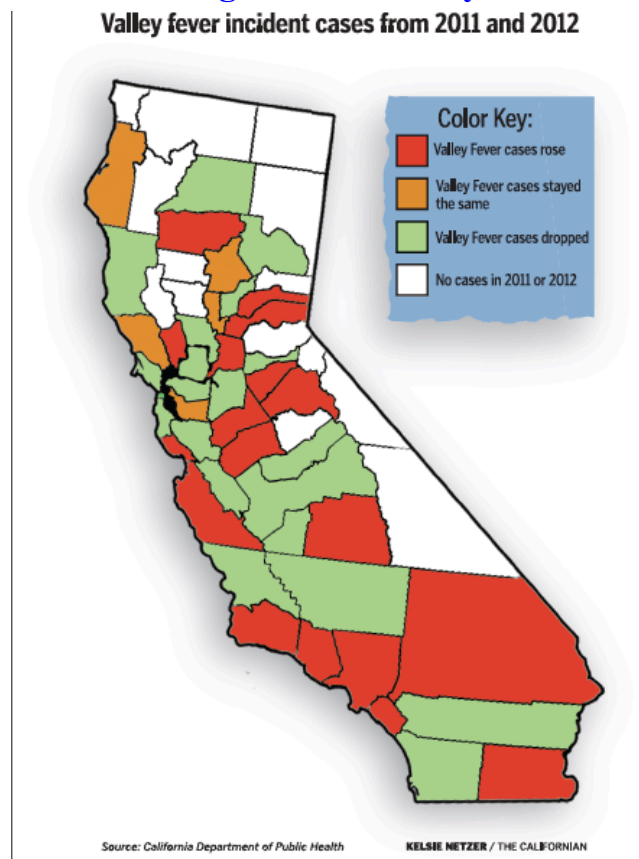 Valley fever incident cases from 2011 and 2012
Color Key:
Valley Fever cases rose
Valley Fever cases stayed
the same
Valley Fever cases dropped
No cases in 2011 or 2012
Source: California Department of Public Health
KELSIE NETZER / THE CALIFORNIAN